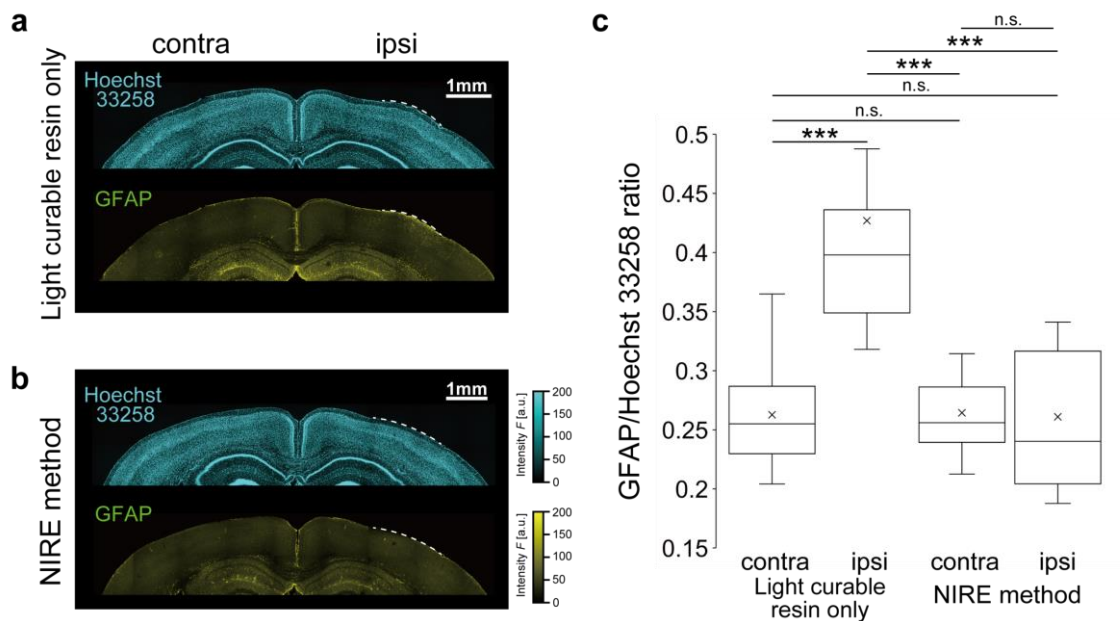 a
contra
ipsi
Light curable resin only
Hoechst
33258
1mm
GFAP
b
NIRE method
Hoechst
33258
1mm
GFAP
Intensity F [a.u.]
200
150
100
50
0
Intensity F [a.u.]
200
150
100
50
0
c
n.s.
***
***
n.s.
n.s.
***
GFAP/Hoechst 33258 ratio
0.5
0.45
0.4
0.35
0.3
0.25
0.2
0.15
contra ipsi contra ipsi
Light curable
resin only
NIRE method